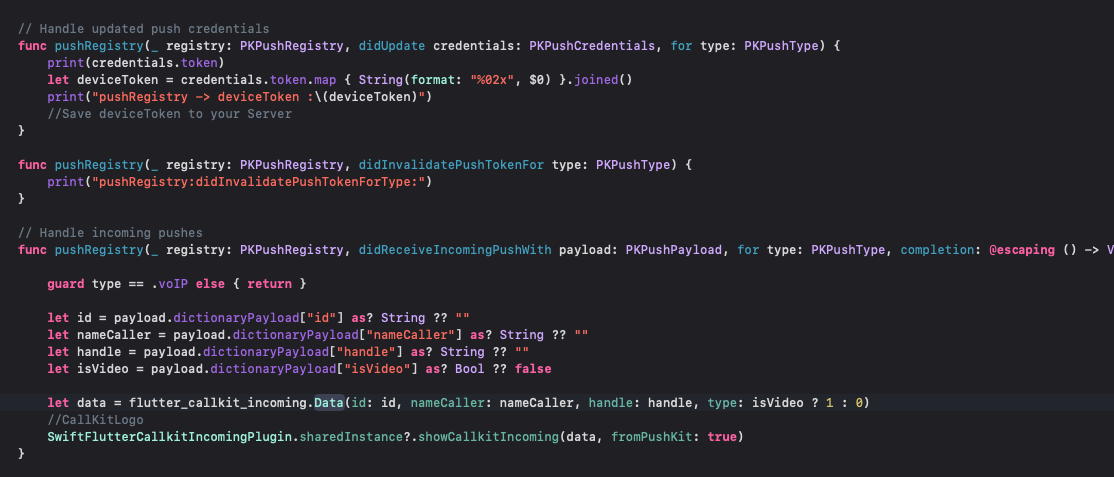 // Handle updated push credentials
func pushRegistry(_ registry: PKPushRegistry, didUpdate credentials: PKPushCredentials, for type: PKPushType) {
    print(credentials.token)
    let deviceToken = credentials.token.map { String(format: "%02x", $0) }.joined()
    print("pushRegistry -> deviceToken :\(deviceToken)")
    //Save deviceToken to your Server
}
func pushRegistry(_ registry: PKPushRegistry, didInvalidatePushTokenFor type: PKPushType) {
    print("pushRegistry:didInvalidatePushTokenForType:")
}
// Handle incoming pushes
func pushRegistry(_ registry: PKPushRegistry, didReceiveIncomingPushWith payload: PKPushPayload, for type: PKPushType, completion: @escaping () -> V
    guard type == .voIP else { return }
    let id = payload.dictionaryPayload["id"] as? String ?? ""
    let nameCaller = payload.dictionaryPayload["nameCaller"] as? String ?? ""
    let handle = payload.dictionaryPayload["handle"] as? String ?? ""
    let isVideo = payload.dictionaryPayload["isVideo"] as? Bool ?? false
    let data = flutter_callkit_incoming.Data(id: id, nameCaller: nameCaller, handle: handle, type: isVideo ? 1 : 0)
    //CallKitLogo
    SwiftFlutterCallkitIncomingPlugin.sharedInstance?.showCallkitIncoming(data, fromPushKit: true)
}